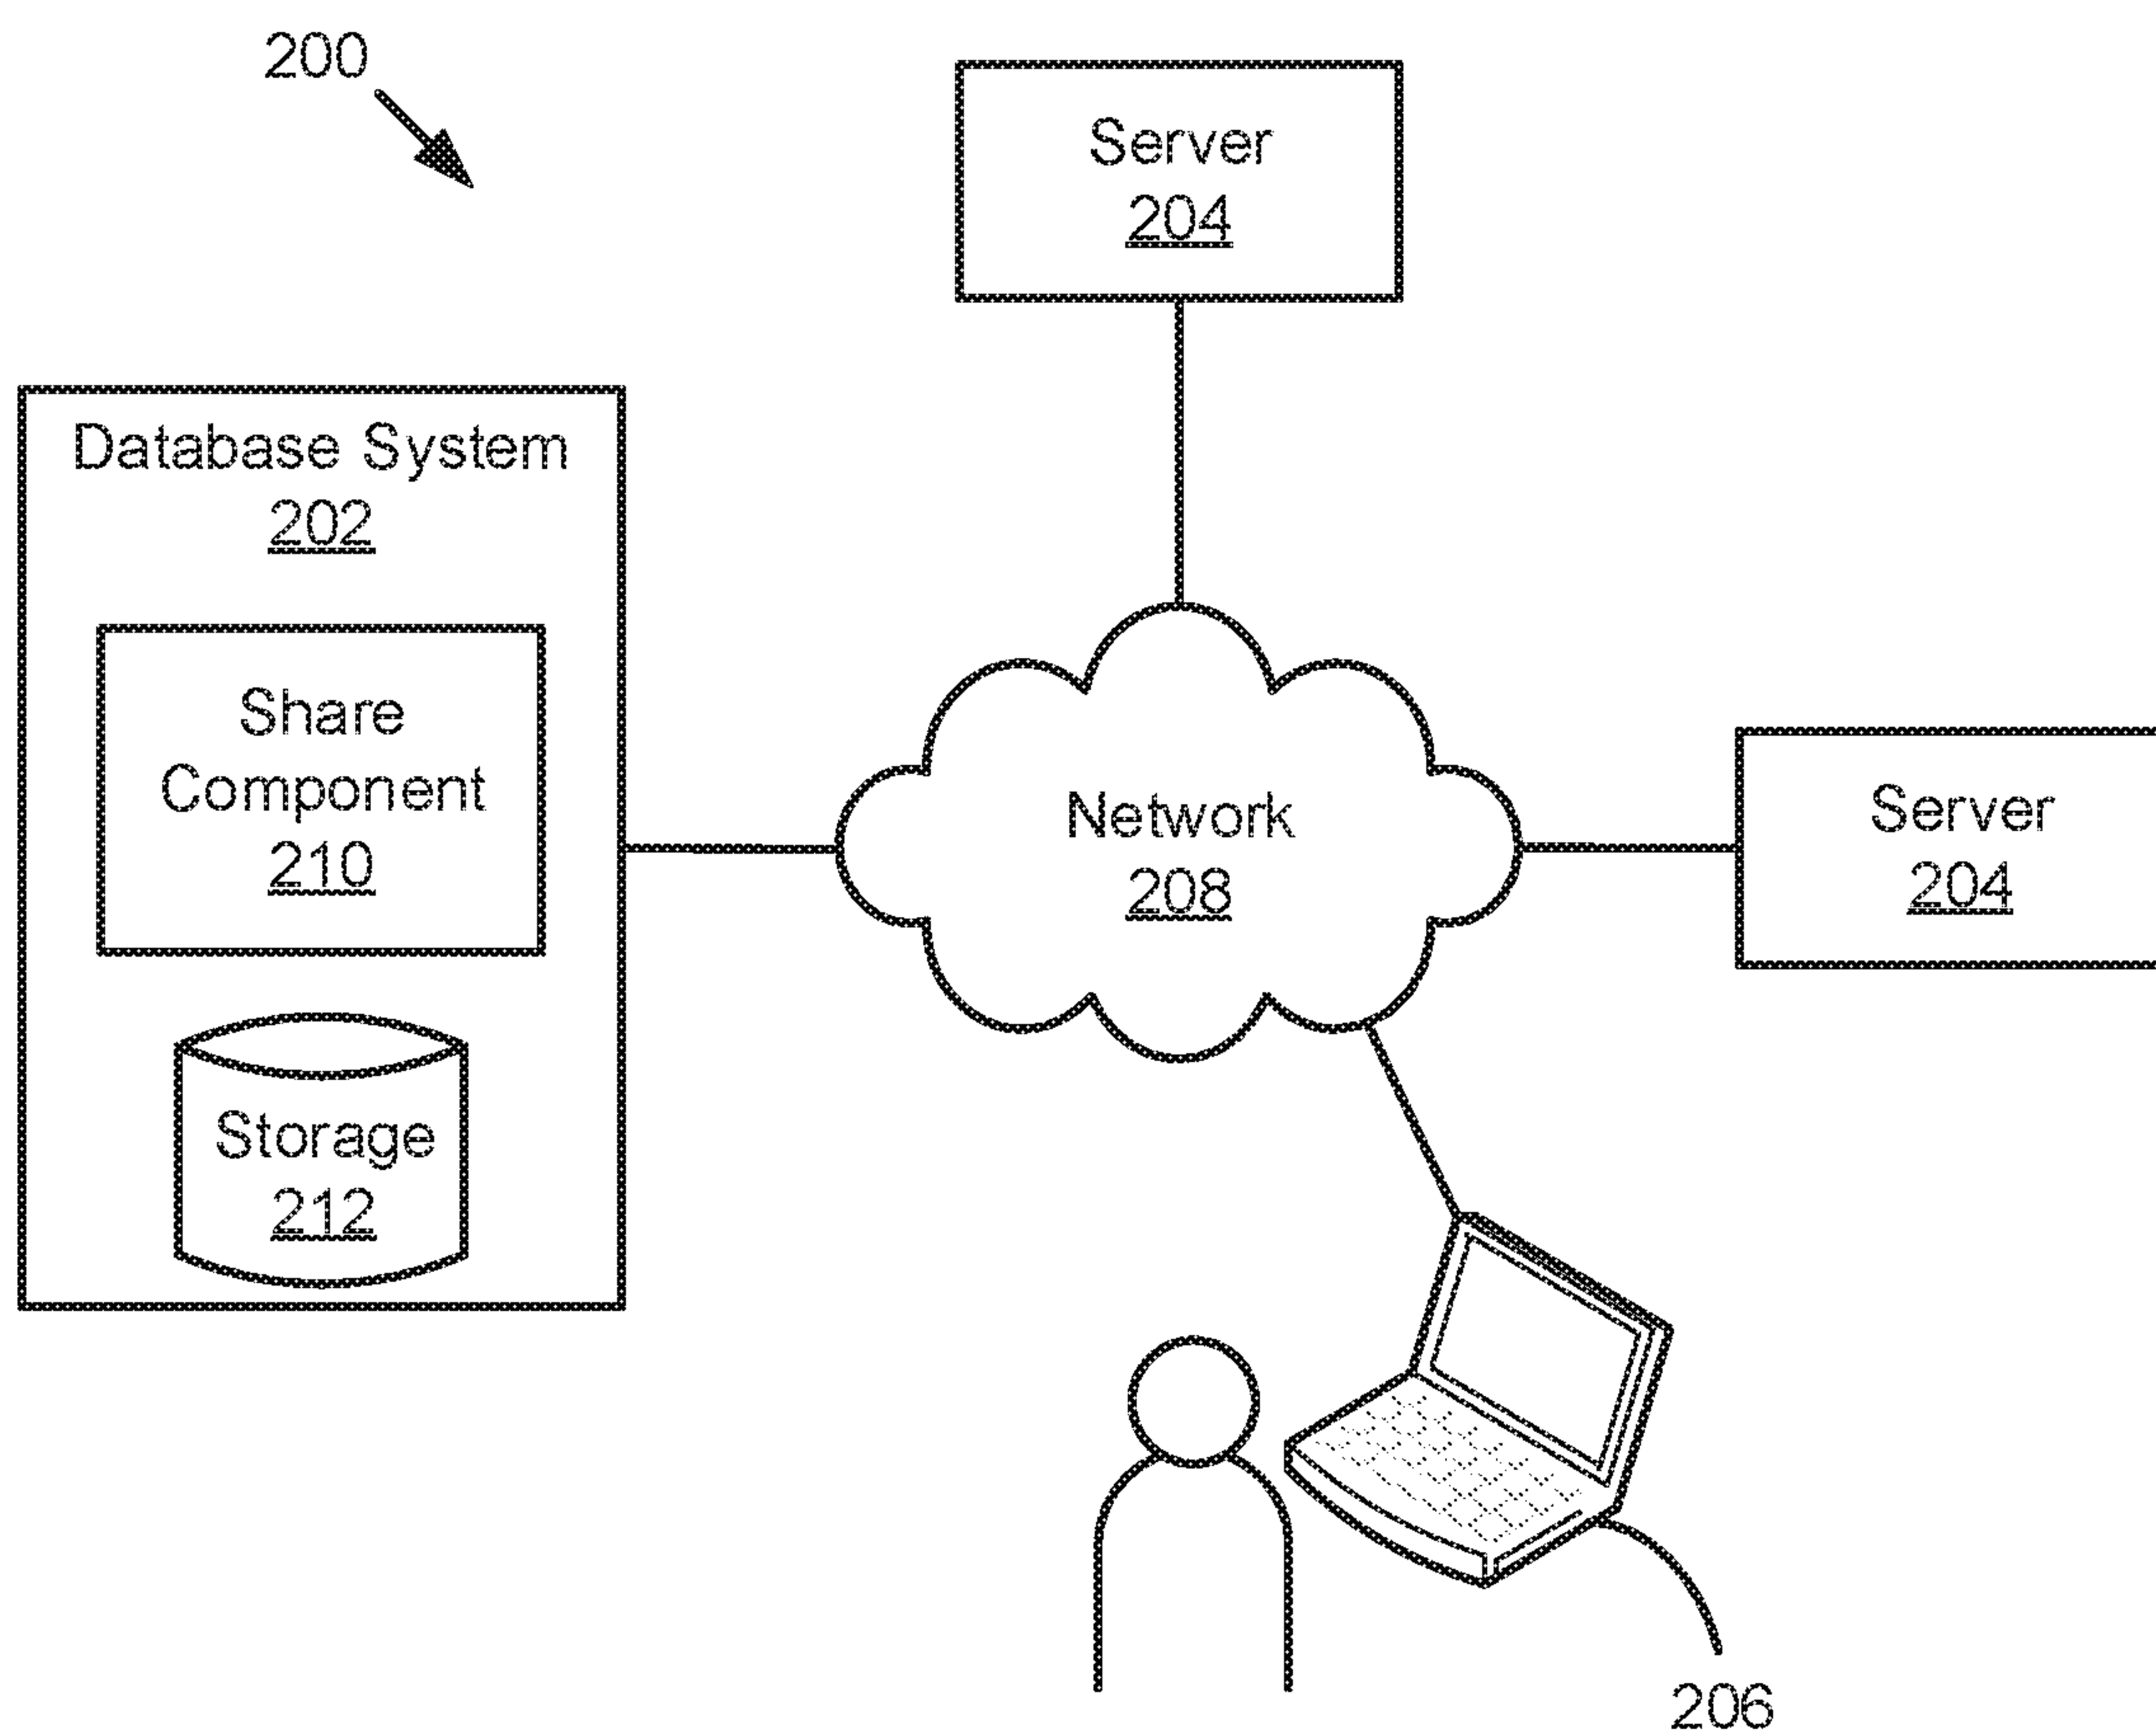 200
Server
204
Database System
202
Share
Component
210
Storage
212
Network
208
Server
204
206